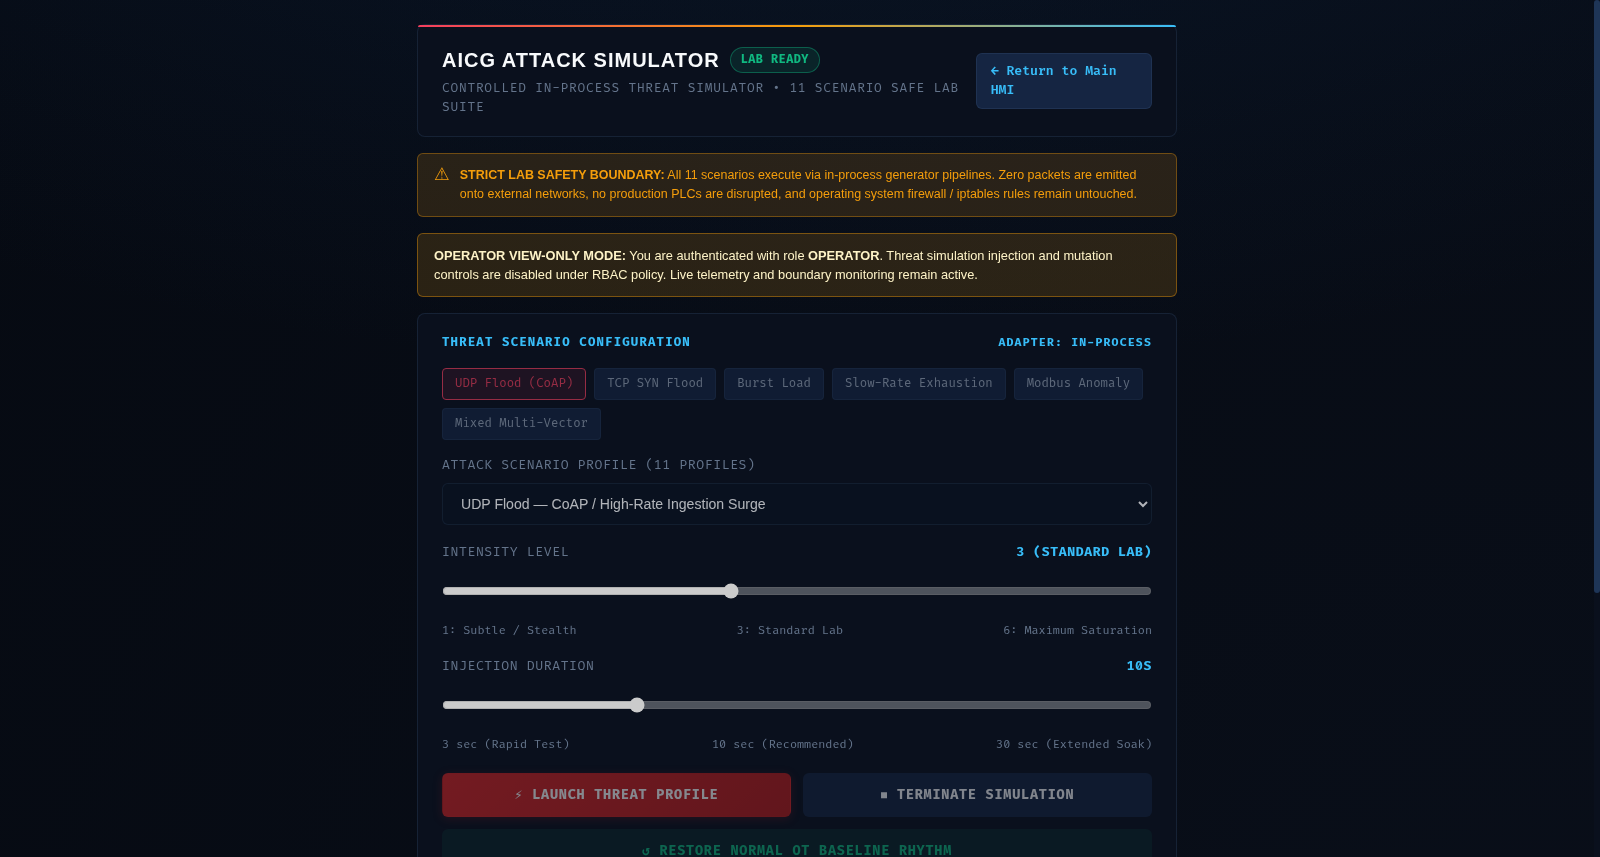 AICG ATTACK SIMULATOR LAB READY
CONTROLLED IN-PROCESS THREAT SIMULATOR • 11 SCENARIO SAFE LAB
SUITE
← Return to Main
HMI
⚠ STRICT LAB SAFETY BOUNDARY: All 11 scenarios execute via in-process generator pipelines. Zero packets are emitted
onto external networks, no production PLCs are disrupted, and operating system firewall / iptables rules remain untouched.
OPERATOR VIEW-ONLY MODE: You are authenticated with role OPERATOR. Threat simulation injection and mutation
controls are disabled under RBAC policy. Live telemetry and boundary monitoring remain active.
THREAT SCENARIO CONFIGURATION ADAPTER: IN-PROCESS
UDP Flood (CoAP) TCP SYN Flood Burst Load Slow-Rate Exhaustion Modbus Anomaly
Mixed Multi-Vector
ATTACK SCENARIO PROFILE (11 PROFILES)
UDP Flood — CoAP / High-Rate Ingestion Surge
INTENSITY LEVEL 3 (STANDARD LAB)
1: Subtle / Stealth 3: Standard Lab 6: Maximum Saturation
INJECTION DURATION 10S
3 sec (Rapid Test) 10 sec (Recommended) 30 sec (Extended Soak)
⚡ LAUNCH THREAT PROFILE ⏹ TERMINATE SIMULATION
↺ RESTORE NORMAL OT BASELINE RHYTHM